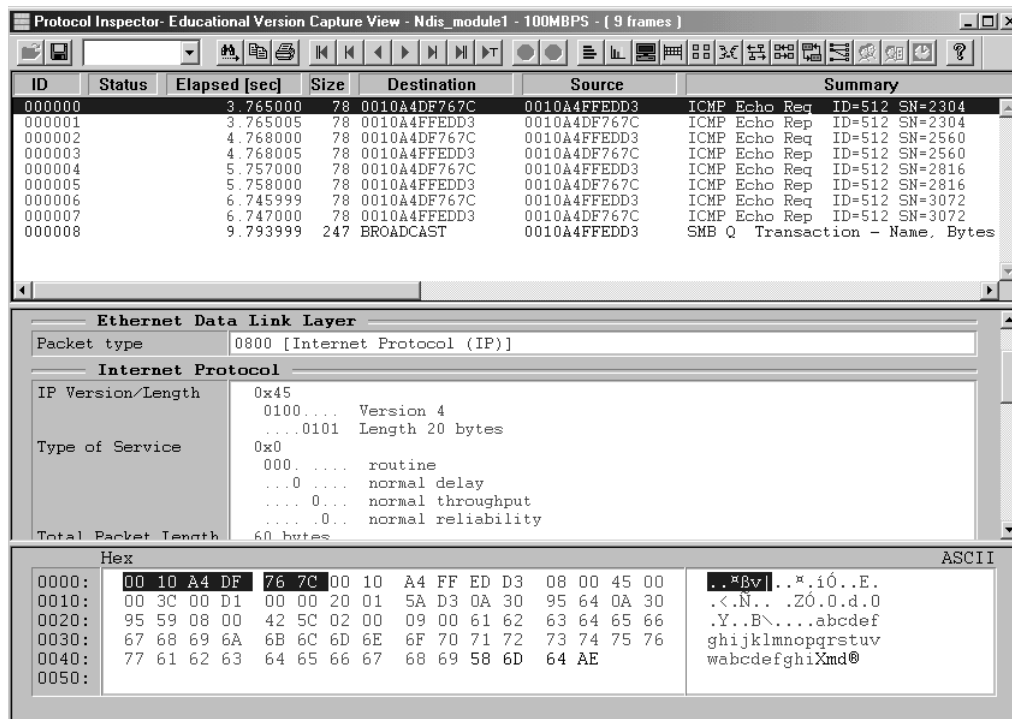 Protocol Inspector- Educational Version Capture View - Ndis_module1 - 100MBPS - ( 9 frames )
ID Status Elapsed [sec] Size Destination Source Summary
000000 3.765000 78 0010A4DF767C 0010A4FFEDD3 ICMP Echo Req ID=512 SN=2304
000001 3.765005 78 0010A4FFEDD3 0010A4DF767C ICMP Echo Rep ID=512 SN=2304
000002 4.768000 78 0010A4DF767C 0010A4FFEDD3 ICMP Echo Req ID=512 SN=2560
000003 4.768005 78 0010A4FFEDD3 0010A4DF767C ICMP Echo Rep ID=512 SN=2560
000004 5.757000 78 0010A4DF767C 0010A4FFEDD3 ICMP Echo Req ID=512 SN=2816
000005 5.758000 78 0010A4FFEDD3 0010A4DF767C ICMP Echo Rep ID=512 SN=2816
000006 6.745999 78 0010A4DF767C 0010A4FFEDD3 ICMP Echo Req ID=512 SN=3072
000007 6.747000 78 0010A4FFEDD3 0010A4DF767C ICMP Echo Rep ID=512 SN=3072
000008 9.793999 247 BROADCAST 0010A4FFEDD3 SMB Q Transaction - Name, Bytes
Ethernet Data Link Layer
Packet type 0800 [Internet Protocol (IP)]
Internet Protocol
IP Version/Length 0x45
0100.... Version 4
....0101 Length 20 bytes
Type of Service 0x0
000. .... routine
...0 .... normal delay
.... 0... normal throughput
.... .0.. normal reliability
Total Packet Length 60 bytes
Hex ASCII
0000: 00 10 A4 DF 76 7C 00 10 A4 FF ED D3 08 00 45 00 ..¤ßv|..¤.íÓ..E.
0010: 00 3C 00 D1 00 00 20 01 5A D3 0A 30 95 64 0A 30 .<.Ñ.. .ZÓ.0.d.0
0020: 95 59 08 00 42 5C 02 00 09 00 61 62 63 64 65 66 .Y..B\....abcdef
0030: 67 68 69 6A 6B 6C 6D 6E 6F 70 71 72 73 74 75 76 ghijklmnopqrstuv
0040: 77 61 62 63 64 65 66 67 68 69 58 6D 64 AE wabcdefghiXmd®
0050: